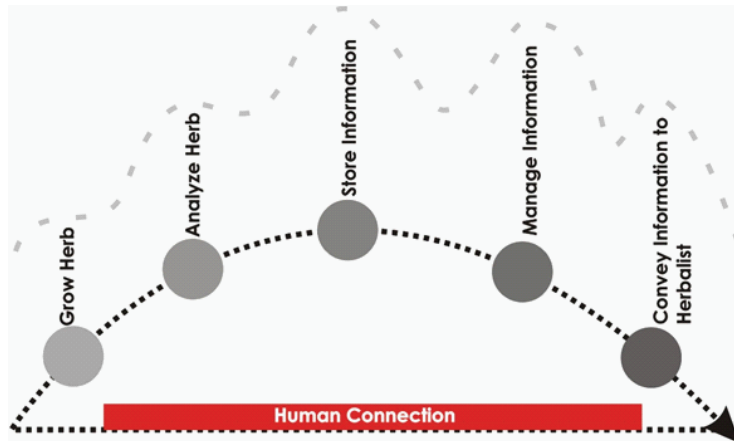 Grow Herb
Analyze Herb
Store Information
Manage Information
Convey Information to
Herbalist
Human Connection